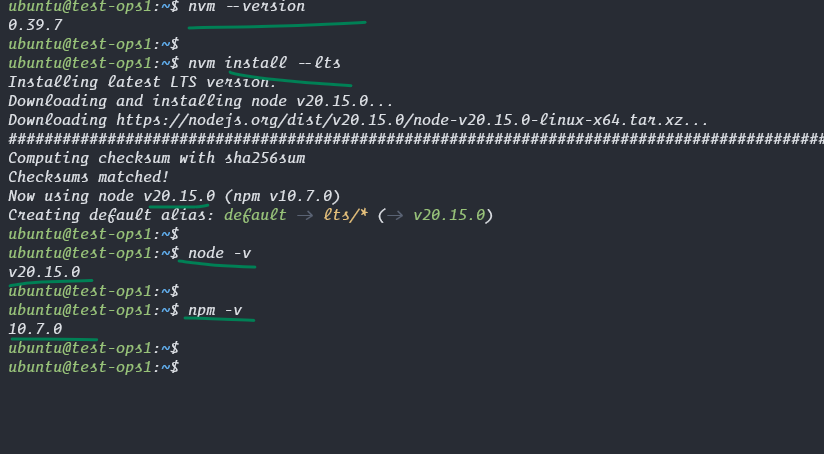 ubuntu@test-ops1:~$ nvm --version
0.39.7
ubuntu@test-ops1:~$
ubuntu@test-ops1:~$ nvm install --lts
Installing latest LTS version.
Downloading and installing node v20.15.0...
Downloading https://nodejs.org/dist/v20.15.0/node-v20.15.0-linux-x64.tar.xz...
###########################################################################################
Computing checksum with sha256sum
Checksums matched!
Now using node v20.15.0 (npm v10.7.0)
Creating default alias: default -> lts/* (-> v20.15.0)
ubuntu@test-ops1:~$
ubuntu@test-ops1:~$ node -v
v20.15.0
ubuntu@test-ops1:~$
ubuntu@test-ops1:~$ npm -v
10.7.0
ubuntu@test-ops1:~$
ubuntu@test-ops1:~$